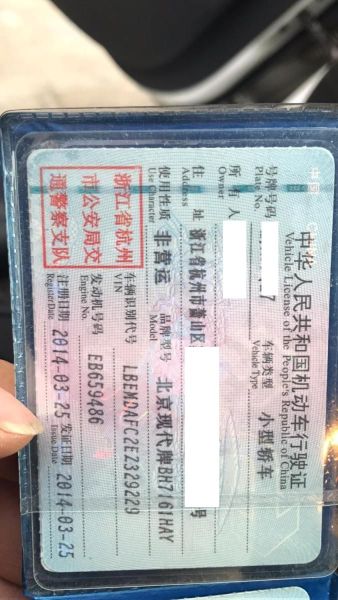 中华人民共和国机动车行驶证
Vehicle License of the People's Republic of China
号牌号码 7 车辆类型 小型轿车
Plate No. Vehicle Type
所有人
Owner
住址 浙江省杭州市萧山区 号
Address
使用性质 非营运 品牌型号 北京现代牌BH7161HAY
Use Character Model
浙江省杭州
市公安局交
通警察支队
车辆识别代号 LBEMDAFC2EZ329229
VIN
发动机号码 EB659486
Engine No.
注册日期 2014-03-25 发证日期 2014-03-25
Register Date Issue Date